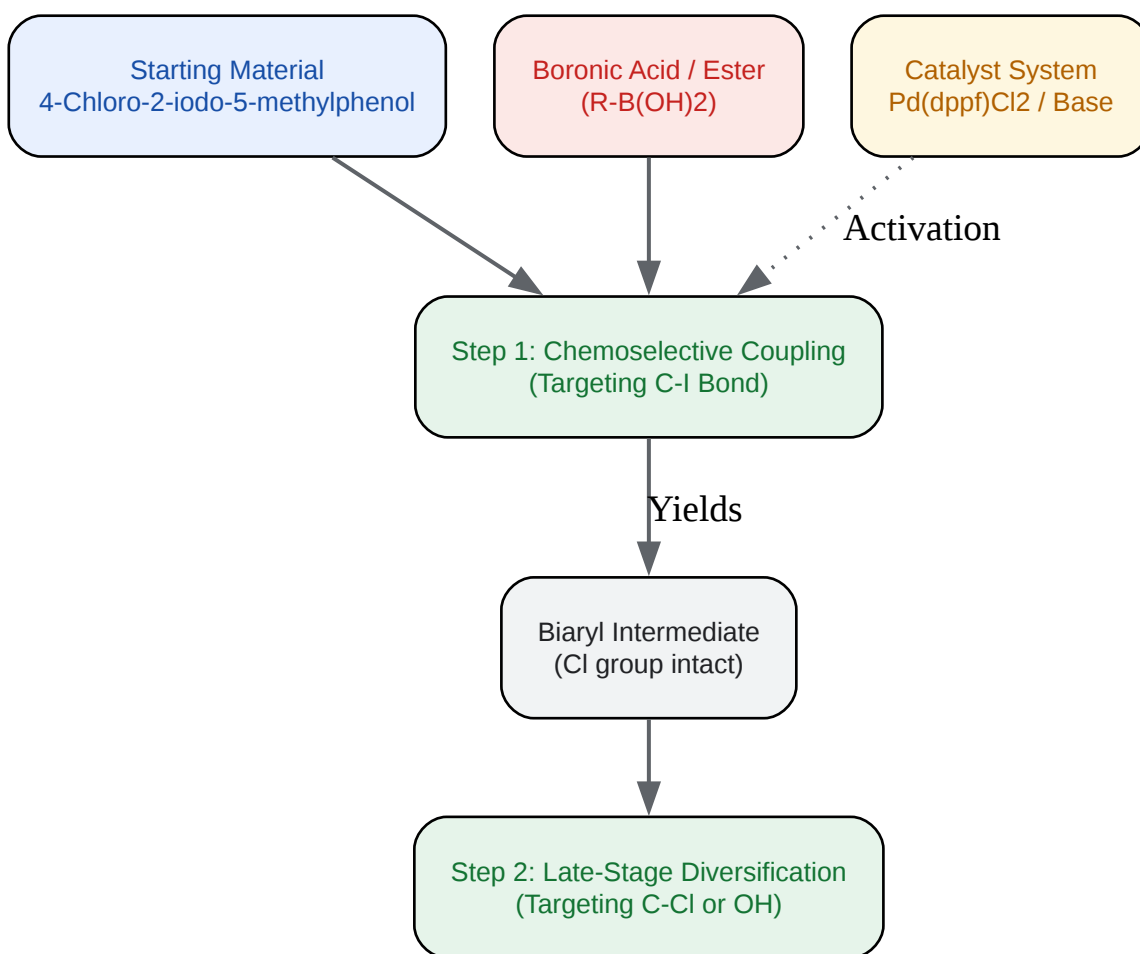 Starting Material
4-Chloro-2-iodo-5-methylphenol
Boronic Acid / Ester
(R-B(OH)2)
Catalyst System
Pd(dppf)Cl2 / Base
Activation
Step 1: Chemoselective Coupling
(Targeting C-I Bond)
Yields
Biaryl Intermediate
(Cl group intact)
Step 2: Late-Stage Diversification
(Targeting C-Cl or OH)